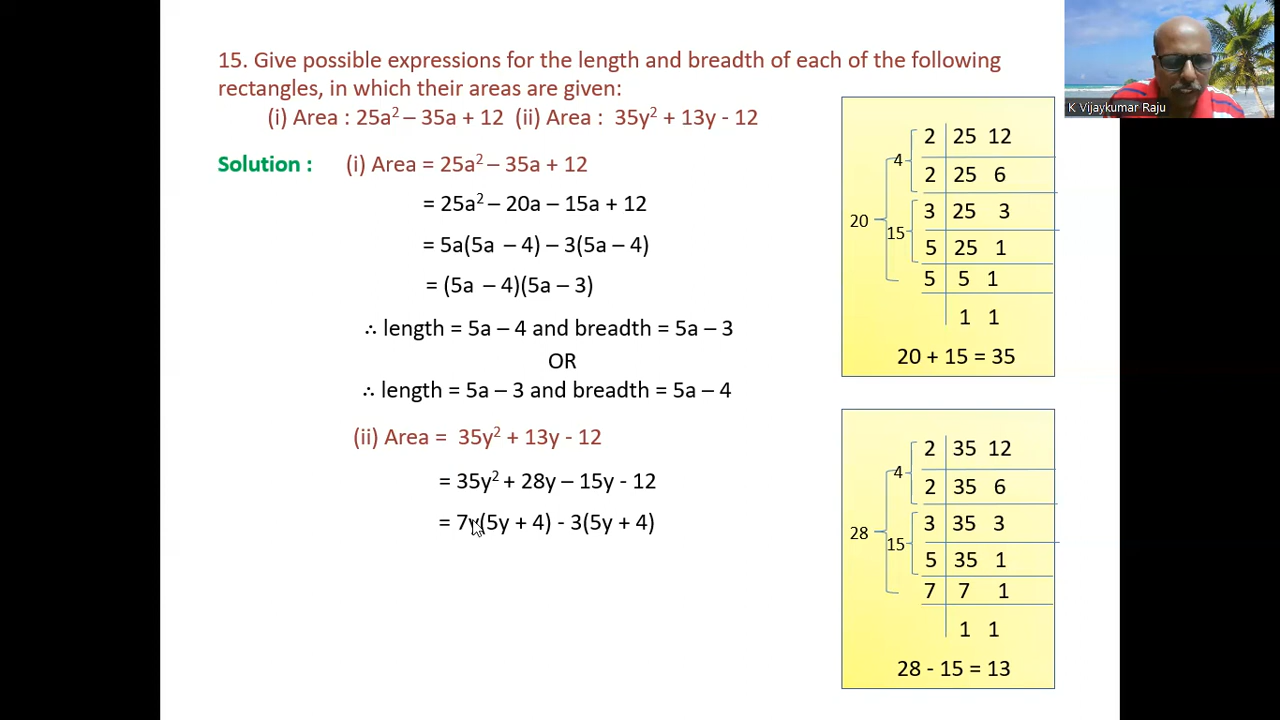 15. Give possible expressions for the length and breadth of each of the following
rectangles, in which their areas are given:
(i) Area : 25a² – 35a + 12 (ii) Area : 35y² + 13y - 12
Solution : (i) Area = 25a² – 35a + 12
= 25a² – 20a – 15a + 12
= 5a(5a – 4) – 3(5a – 4)
= (5a – 4)(5a – 3)
∴ length = 5a – 4 and breadth = 5a – 3
OR
∴ length = 5a – 3 and breadth = 5a – 4
(ii) Area = 35y² + 13y - 12
= 35y² + 28y – 15y - 12
= 7y(5y + 4) - 3(5y + 4)
K Vijaykumar Raju
2 25 12
4
2 25 6
3 25 3
20
15
5 25 1
5 5 1
1 1
20 + 15 = 35
2 35 12
4
2 35 6
3 35 3
28
15
5 35 1
7 7 1
1 1
28 - 15 = 13